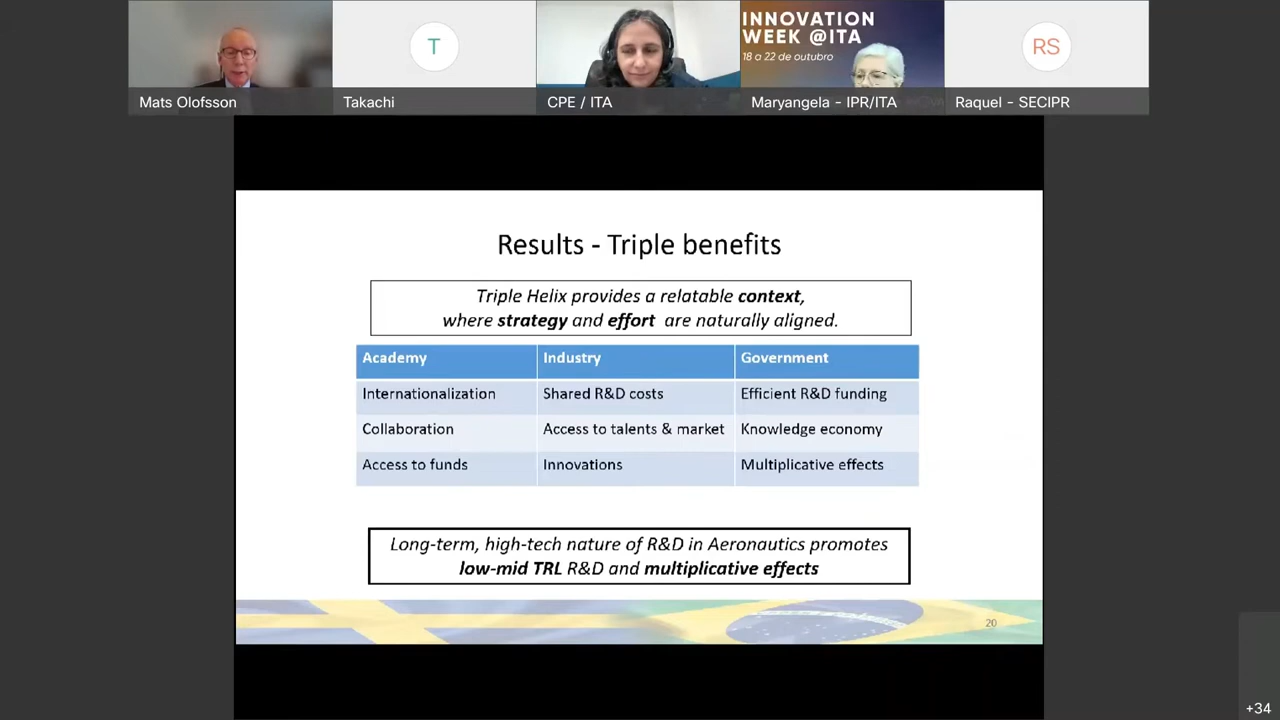 INNOVATION
WEEK @ITA
18 a 22 de outubro
T
RS
Mats Olofsson
Takachi
CPE / ITA
Maryangela - IPR/ITA
Raquel - SECIPR
Results - Triple benefits
Triple Helix provides a relatable context,
where strategy and effort are naturally aligned.
Academy Industry Government
Internationalization Shared R&D costs Efficient R&D funding
Collaboration Access to talents & market Knowledge economy
Access to funds Innovations Multiplicative effects
Long-term, high-tech nature of R&D in Aeronautics promotes
low-mid TRL R&D and multiplicative effects
20
+34